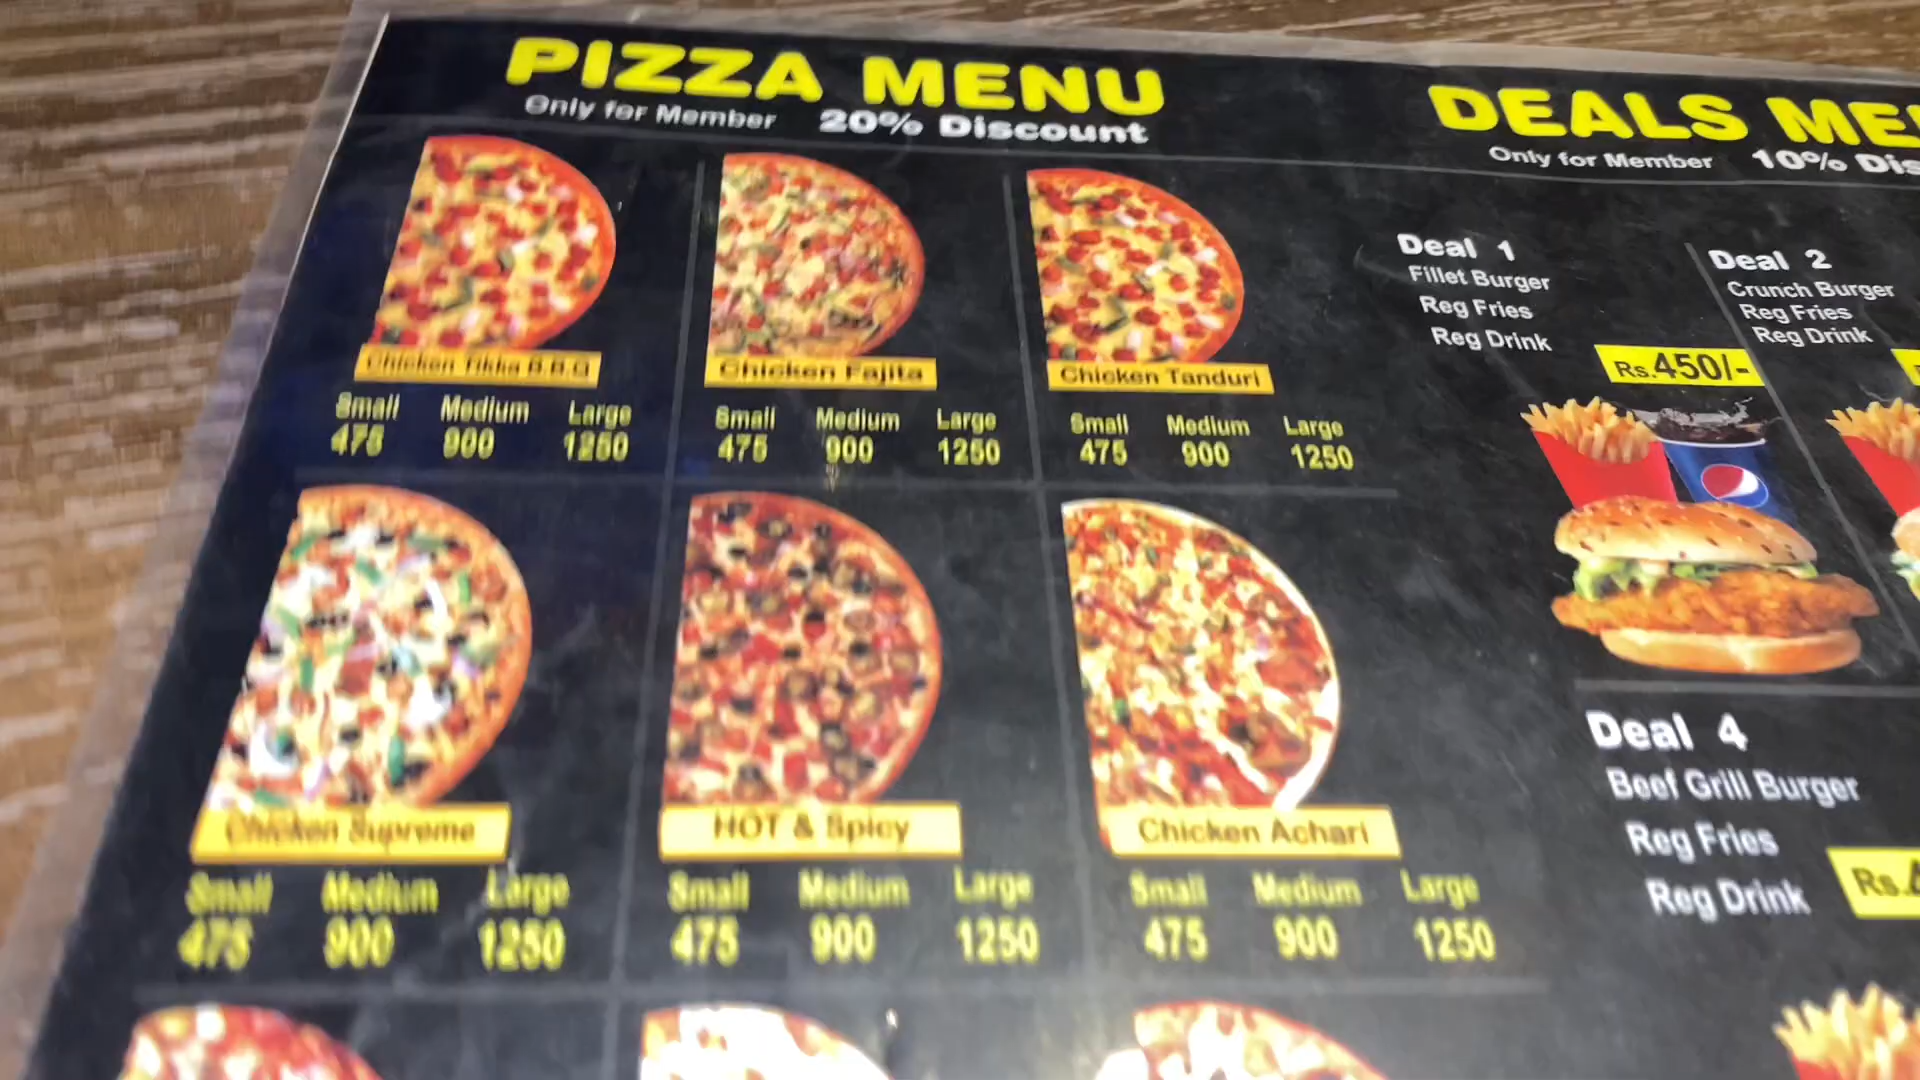 PIZZA MENU
Only for Member 20% Discount
Chicken Tikka B.B.Q
Small Medium Large
475 900 1250
Chicken Fajita
Small Medium Large
475 900 1250
Chicken Tanduri
Small Medium Large
475 900 1250
Chicken Supreme
Small Medium Large
475 900 1250
HOT & Spicy
Small Medium Large
475 900 1250
Chicken Achari
Small Medium Large
475 900 1250
DEALS
Only for Member 10%
Deal 1
Fillet Burger
Reg Fries
Reg Drink
Rs.450/-
Deal 2
Crunch Burger
Reg Fries
Reg Drink
Deal 4
Beef Grill Burger
Reg Fries
Reg Drink
Rs.